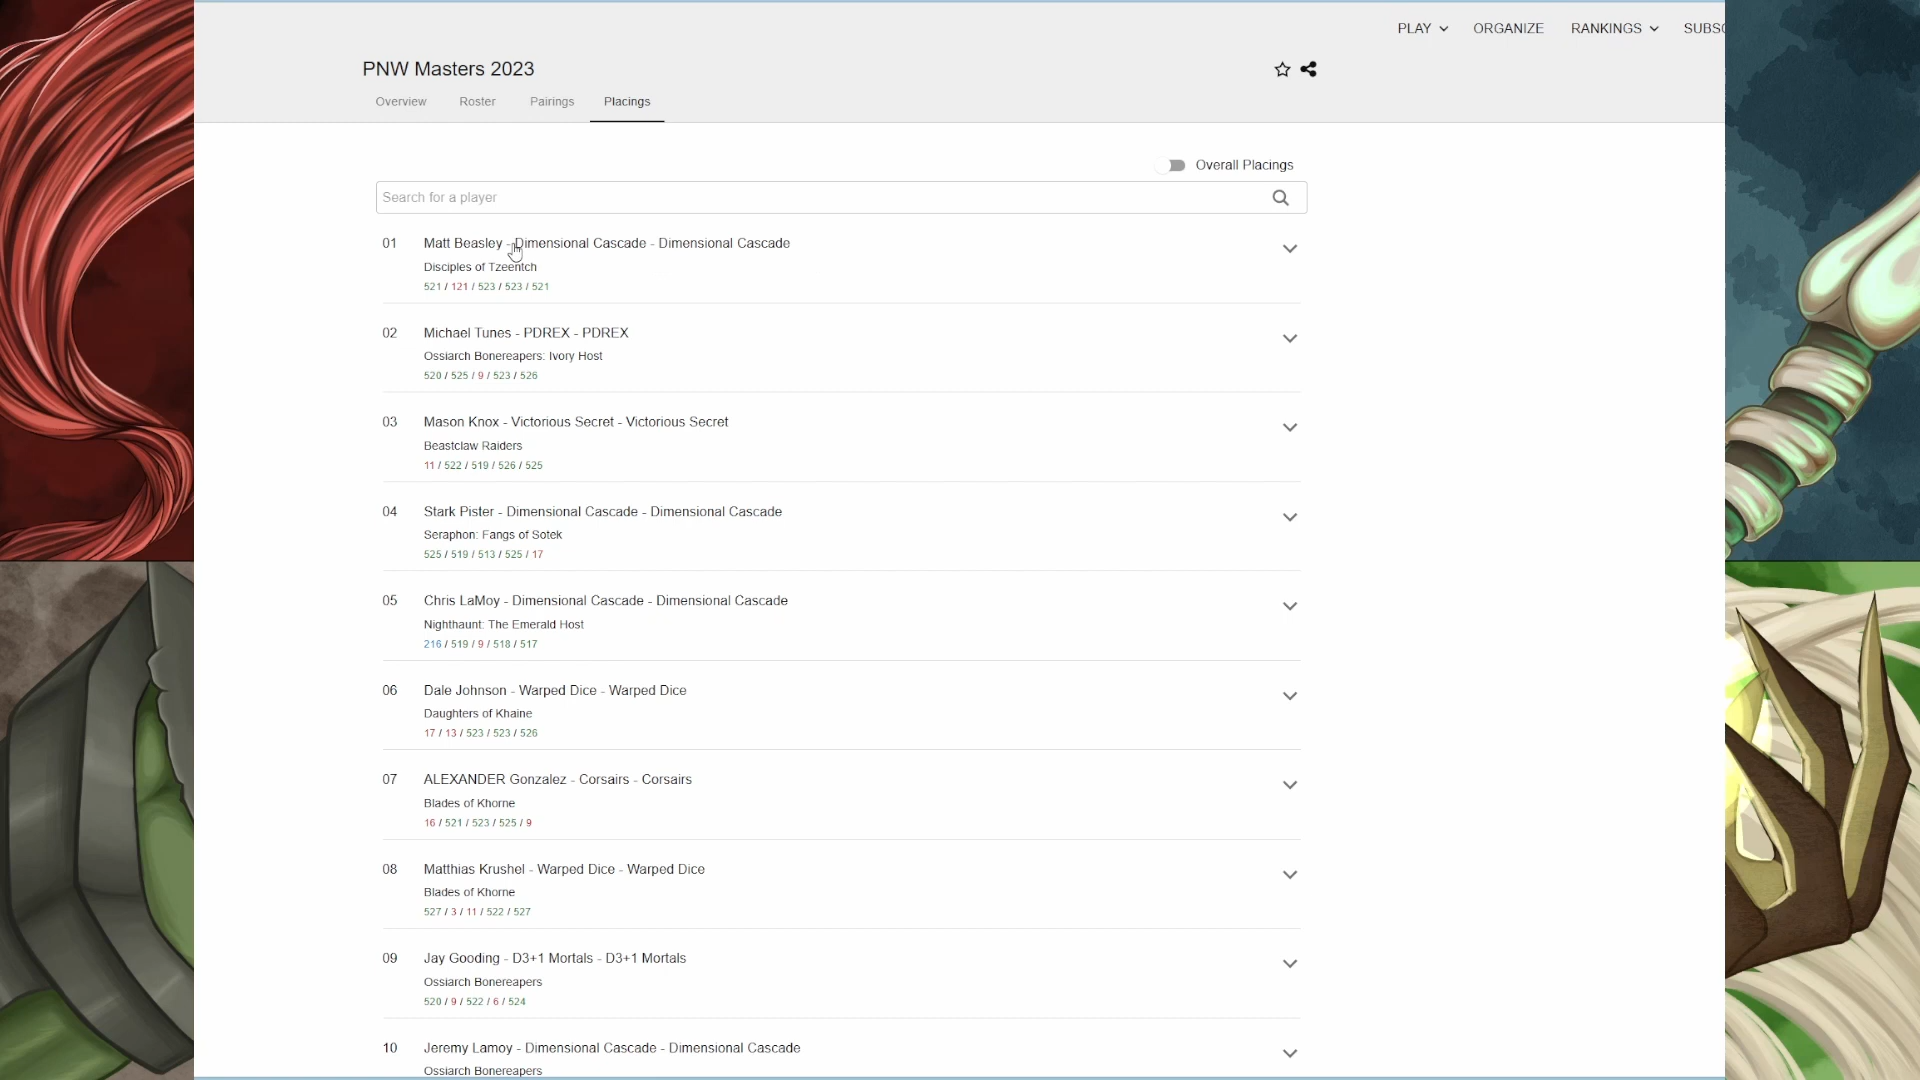 PLAY ORGANIZE RANKINGS SUBSC
PNW Masters 2023
Overview Roster Pairings Placings
Overall Placings
Search for a player
01 Matt Beasley - Dimensional Cascade - Dimensional Cascade
Disciples of Tzeentch
521 / 121 / 523 / 523 / 521
02 Michael Tunes - PDREX - PDREX
Ossiarch Bonereapers: Ivory Host
520 / 525 / 9 / 523 / 526
03 Mason Knox - Victorious Secret - Victorious Secret
Beastclaw Raiders
11 / 522 / 519 / 526 / 525
04 Stark Pister - Dimensional Cascade - Dimensional Cascade
Seraphon: Fangs of Sotek
525 / 519 / 513 / 525 / 17
05 Chris LaMoy - Dimensional Cascade - Dimensional Cascade
Nighthaunt: The Emerald Host
216 / 519 / 9 / 518 / 517
06 Dale Johnson - Warped Dice - Warped Dice
Daughters of Khaine
17 / 13 / 523 / 523 / 526
07 ALEXANDER Gonzalez - Corsairs - Corsairs
Blades of Khorne
16 / 521 / 523 / 525 / 9
08 Matthias Krushel - Warped Dice - Warped Dice
Blades of Khorne
527 / 3 / 11 / 522 / 527
09 Jay Gooding - D3+1 Mortals - D3+1 Mortals
Ossiarch Bonereapers
520 / 9 / 522 / 6 / 524
10 Jeremy Lamoy - Dimensional Cascade - Dimensional Cascade
Ossiarch Bonereapers